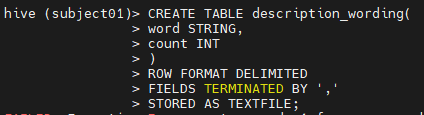 hive (subject01)> CREATE TABLE description_wording(
> word STRING,
> count INT
> )
> ROW FORMAT DELIMITED
> FIELDS TERMINATED BY ','
> STORED AS TEXTFILE;